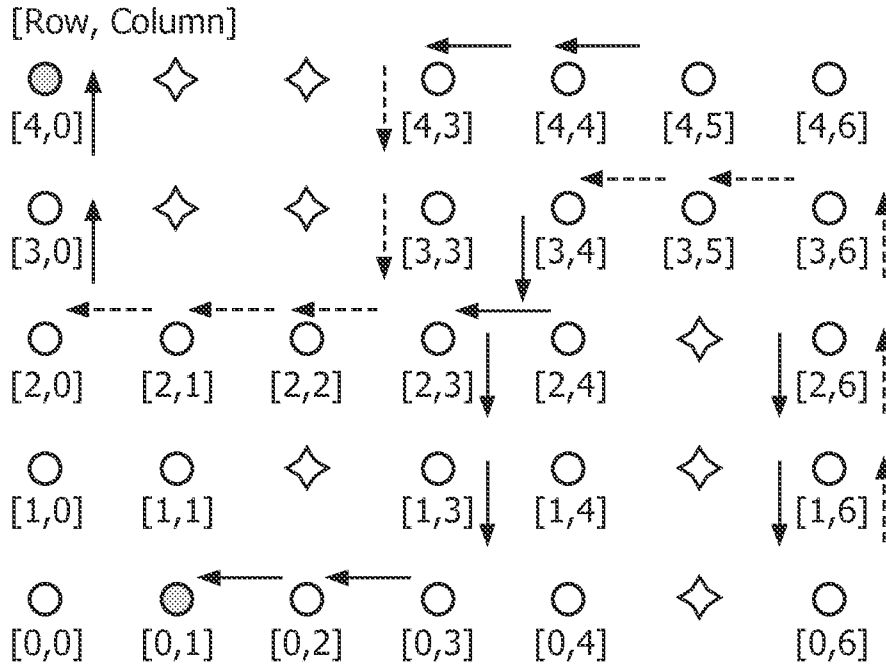 [Row, Column]
[4,0] [4,3] [4,4] [4,5] [4,6]
[3,0] [3,3] [3,4] [3,5] [3,6]
[2,0] [2,1] [2,2] [2,3] [2,4] [2,6]
[1,0] [1,1] [1,3] [1,4] [1,6]
[0,0] [0,1] [0,2] [0,3] [0,4] [0,6]